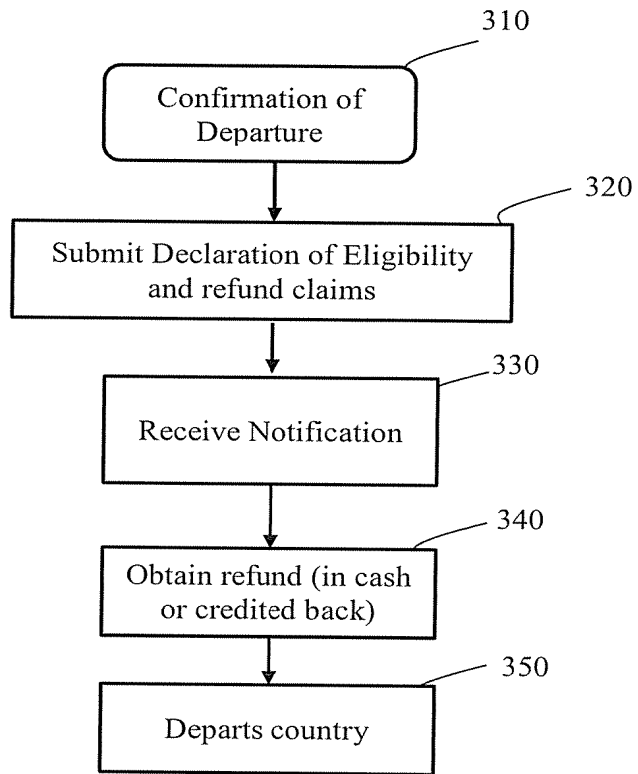 310
Confirmation of
Departure
320
Submit Declaration of Eligibility
and refund claims
330
Receive Notification
340
Obtain refund (in cash
or credited back)
350
Departs country